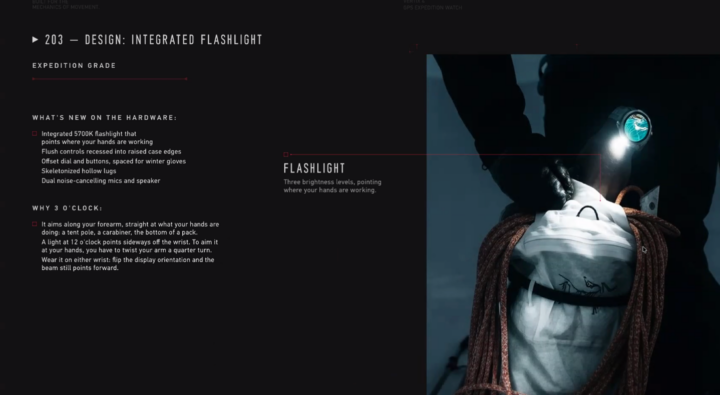 ▶ 203 — DESIGN: INTEGRATED FLASHLIGHT
EXPEDITION GRADE
WHAT'S NEW ON THE HARDWARE:
Integrated 5700K flashlight that
points where your hands are working
Flush controls recessed into raised case edges
Offset dial and buttons, spaced for winter gloves
Skeletonized hollow lugs
Dual noise-cancelling mics and speaker
WHY 3 O'CLOCK:
It aims along your forearm, straight at what your hands are
doing: a tent pole, a carabiner, the bottom of a pack.
A light at 12 o'clock points sideways off the wrist. To aim it
at your hands, you have to twist your arm a quarter turn.
Wear it on either wrist: flip the display orientation and the
beam still points forward.
FLASHLIGHT
Three brightness levels, pointing
where your hands are working.